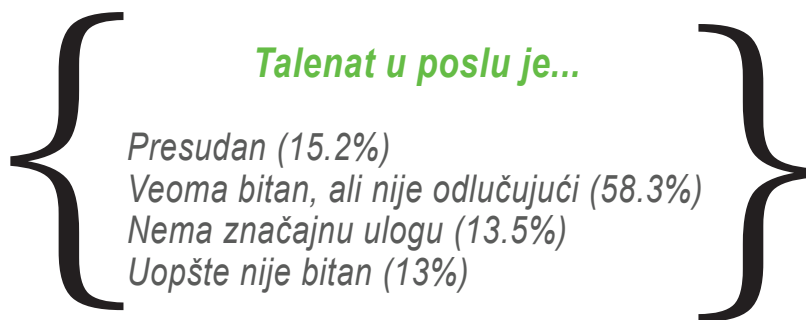 Talenat u poslu je...
Presudan (15.2%)
Veoma bitan, ali nije odlučujući (58.3%)
Nema značajnu ulogu (13.5%)
Uopšte nije bitan (13%)